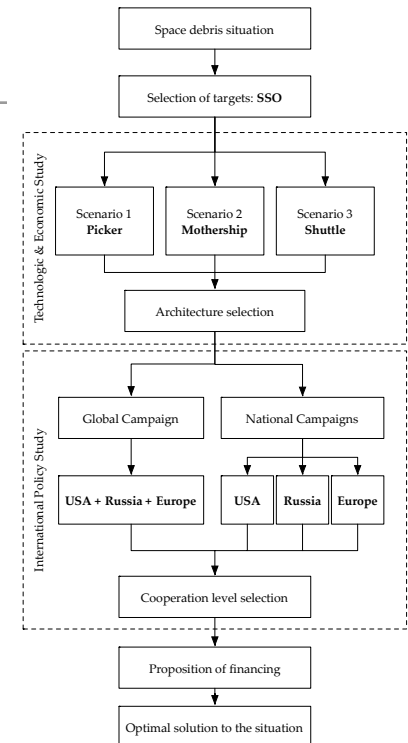 Space debris situation
Selection of targets: SSO
Technologic & Economic Study
Scenario 1
Picker
Scenario 2
Mothership
Scenario 3
Shuttle
Architecture selection
International Policy Study
Global Campaign
National Campaigns
USA + Russia + Europe
USA
Russia
Europe
Cooperation level selection
Proposition of financing
Optimal solution to the situation